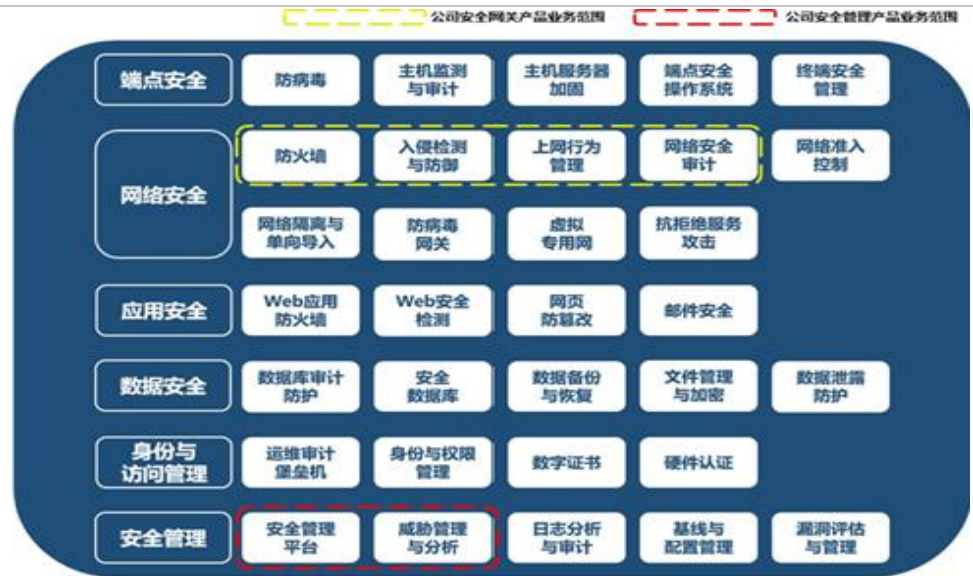 公司安全网关产品业务范围 公司安全管理产品业务范围
端点安全
防病毒
主机监测
与审计
主机服务器
加固
端点安全
操作系统
终端安全
管理
网络安全
防火墙
入侵检测
与防御
上网行为
管理
网络安全
审计
网络准入
控制
网络隔离与
单向导入
防病毒
网关
虚拟
专用网
抗拒绝服务
攻击
应用安全
Web应用
防火墙
Web安全
检测
网页
防篡改
邮件安全
数据安全
数据库审计
防护
安全
数据库
数据备份
与恢复
文件管理
与加密
数据泄露
防护
身份与
访问管理
运维审计
堡垒机
身份与权限
管理
数字证书
硬件认证
安全管理
安全管理
平台
威胁管理
与分析
日志分析
与审计
基线与
配置管理
漏洞评估
与管理